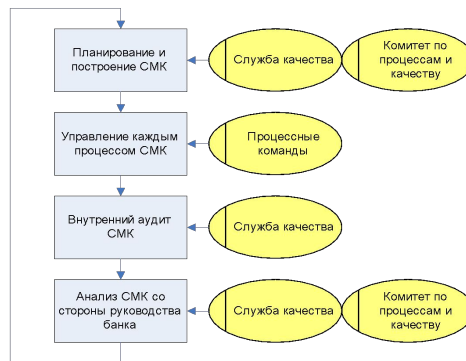 Планирование и
построение СМК
Служба качества
Комитет по
процессам и
качеству
Управление каждым
процессом СМК
Процессные
команды
Внутренний аудит
СМК
Служба качества
Анализ СМК со
стороны руководства
банка
Служба качества
Комитет по
процессам и
качеству